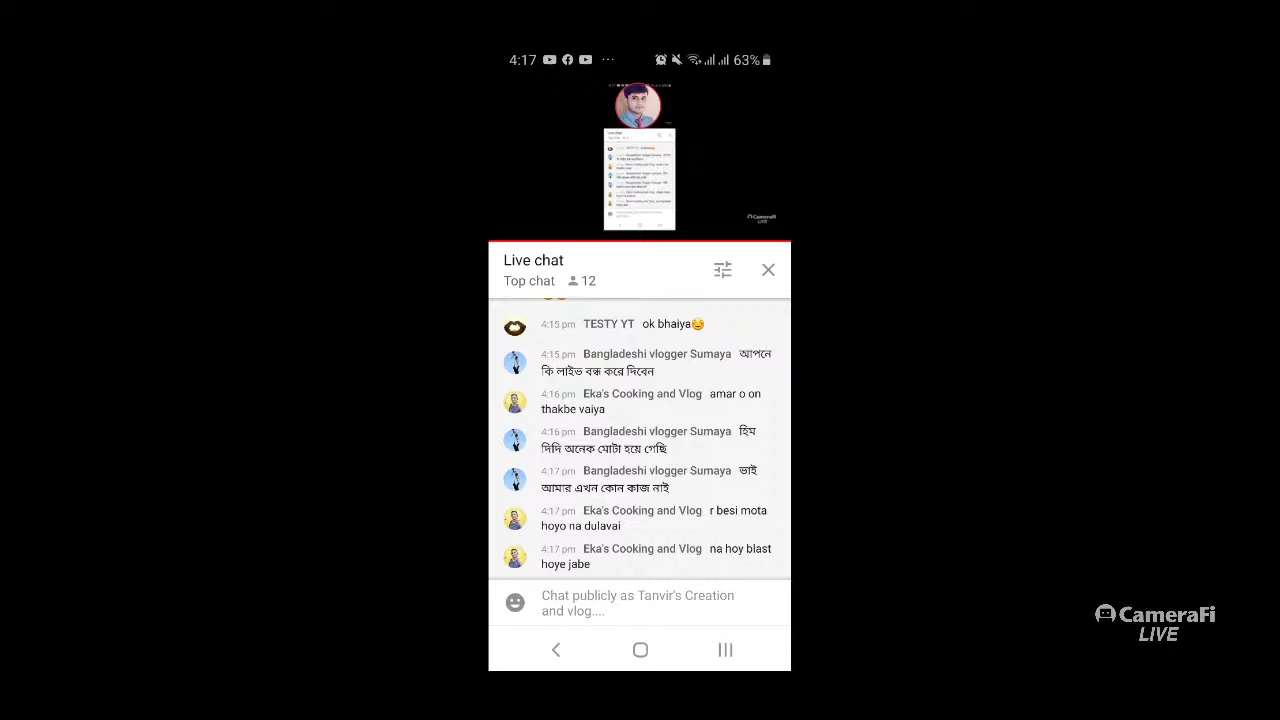 4:17 ··· 63%
CameraFi
LIVE
Live chat
Top chat 12
4:15 pm TESTY YT ok bhaiya☺️
4:15 pm Bangladeshi vlogger Sumaya আপনে
কি লাইভ বন্ধ করে দিবেন
4:16 pm Eka's Cooking and Vlog amar o on
thakbe vaiya
4:16 pm Bangladeshi vlogger Sumaya হিম
দিদি অনেক মোটা হয়ে গেছি
4:17 pm Bangladeshi vlogger Sumaya ভাই
আমার এখন কোন কাজ নাই
4:17 pm Eka's Cooking and Vlog r besi mota
hoyo na dulavai
4:17 pm Eka's Cooking and Vlog na hoy blast
hoye jabe
Chat publicly as Tanvir's Creation
and vlog....
CameraFi
LIVE